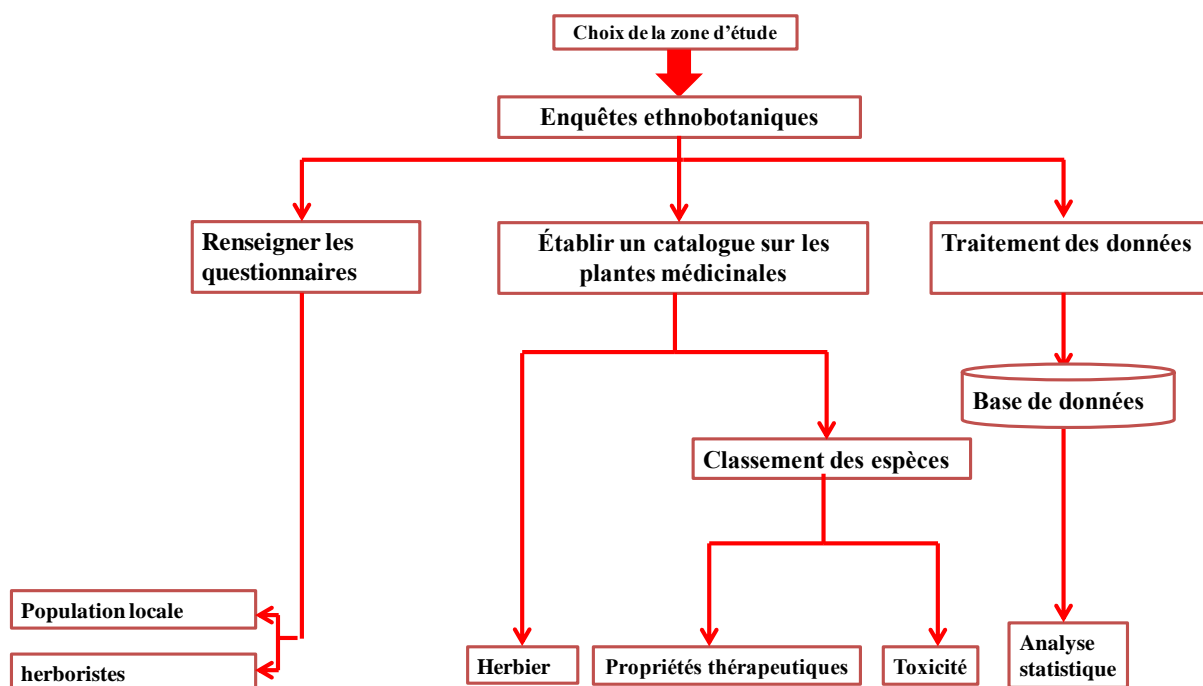 Choix de la zone d’étude
Enquêtes ethnobotaniques
Renseigner les
questionnaires
Établir un catalogue sur les
plantes médicinales
Traitement des données
Base de données
Classement des espèces
Population locale
herboristes
Herbier
Propriétés thérapeutiques
Toxicité
Analyse
statistique